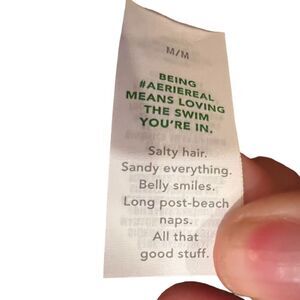 M/M
BEING
#AERIEREAL
MEANS LOVING
THE SWIM
YOU'RE IN.
Salty hair.
Sandy everything.
Belly smiles.
Long post-beach
naps.
All that
good stuff.